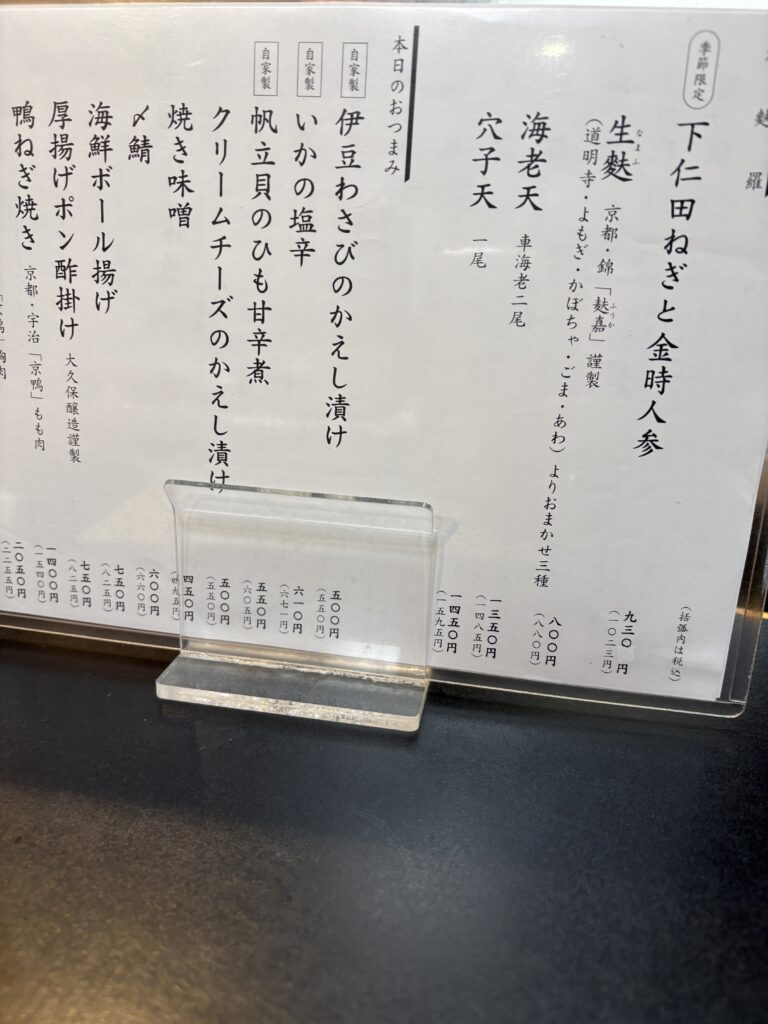 麩羅
（括弧内は税込）
季節限定
下仁田ねぎと金時人参
九三〇円
（一〇二三円）
生麩 京都・錦「麩嘉」謹製
なまふ
ふうか
（道明寺・よもぎ・かぼちゃ・ごま・あわ）よりおまかせ三種
八〇〇円
（八八〇円）
海老天 車海老二尾
一三五〇円
（一四八五円）
穴子天 一尾
一四五〇円
（一五九五円）
本日のおつまみ
自家製
伊豆わさびのかえし漬け
五〇〇円
（五五〇円）
自家製
いかの塩辛
六一〇円
（六七一円）
自家製
帆立貝のひも甘辛煮
五五〇円
（六〇五円）
クリームチーズのかえし漬け
五〇〇円
（五五〇円）
焼き味噌
四五〇円
（四九五円）
〆鯖
六〇〇円
（六六〇円）
海鮮ボール揚げ
七五〇円
（八二五円）
厚揚げポン酢掛け 大久保醸造謹製
七五〇円
（八二五円）
鴨ねぎ焼き 京都・宇治「京鴨」もも肉
一四〇〇円
（一五四〇円）
胸肉
二〇五〇円
（二二五五円）